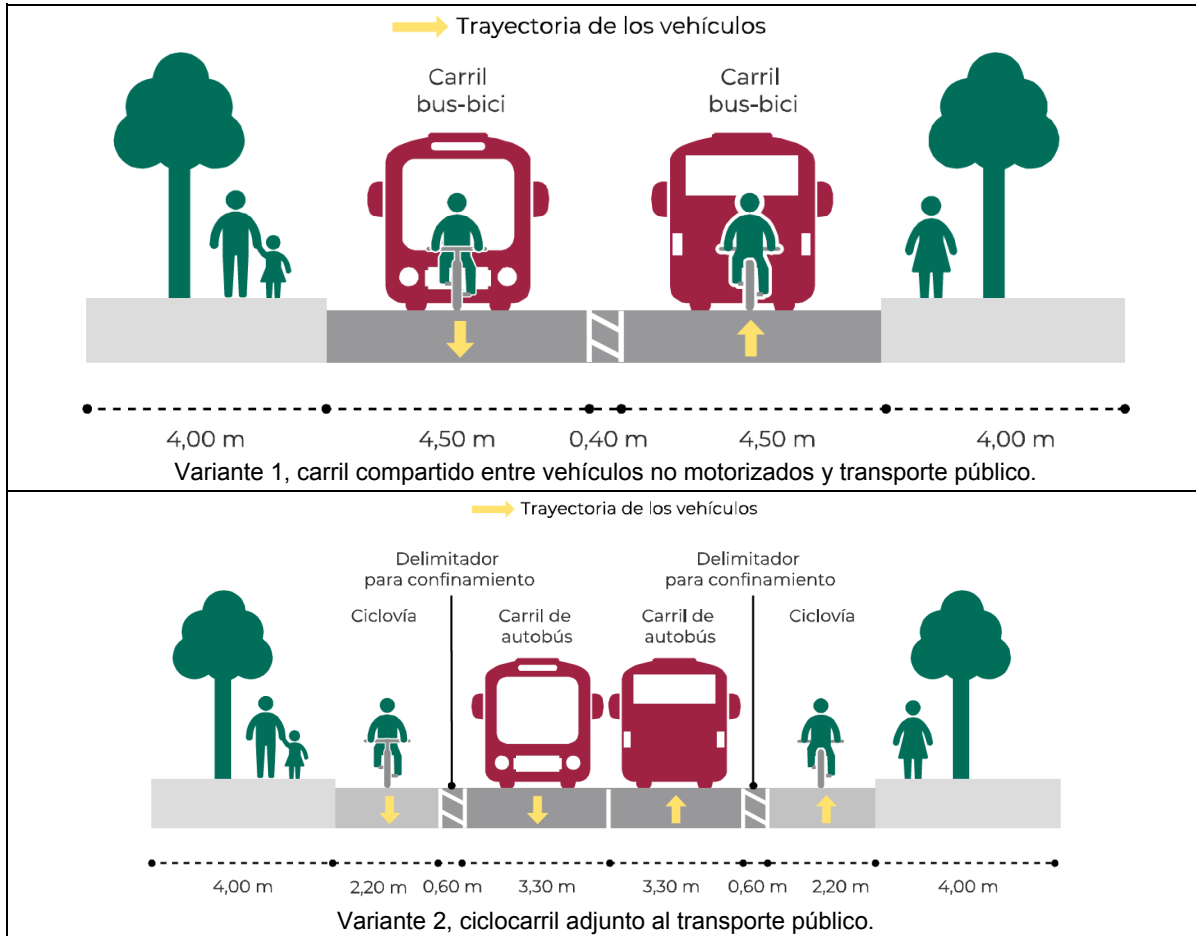 Trayectoria de los vehículos
Carril
bus-bici
Carril
bus-bici
4,00 m
4,50 m
0,40 m
4,50 m
4,00 m
Variante 1, carril compartido entre vehículos no motorizados y transporte público.
Trayectoria de los vehículos
Delimitador
para confinamiento
Delimitador
para confinamiento
Ciclovía
Carril de
autobús
Carril de
autobús
Ciclovía
4,00 m
2,20 m
0,60 m
3,30 m
3,30 m
0,60 m
2,20 m
4,00 m
Variante 2, ciclocarril adjunto al transporte público.